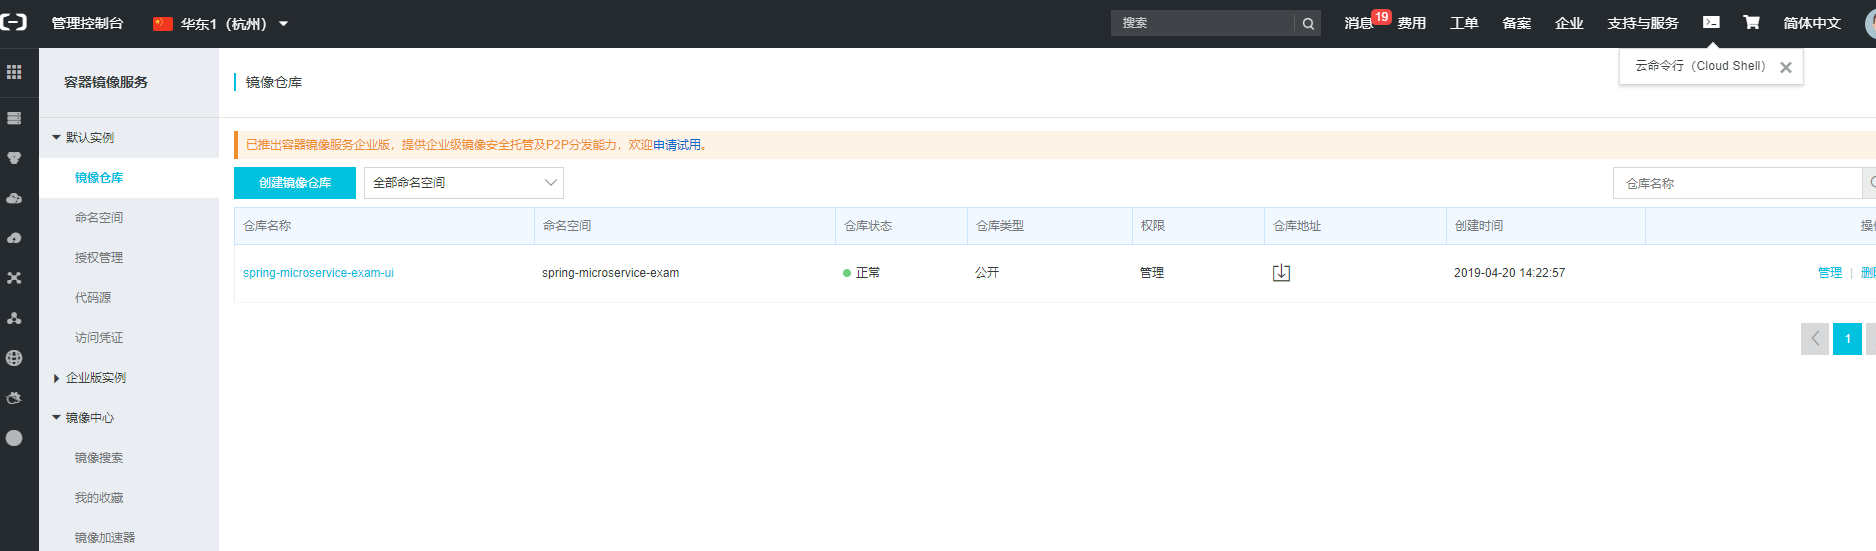 管理控制台 华东1（杭州） 搜索 消息 19 费用 工单 备案 企业 支持与服务 简体中文
云命令行（Cloud Shell）
容器镜像服务
默认实例
镜像仓库
命名空间
授权管理
代码源
访问凭证
企业版实例
镜像中心
镜像搜索
我的收藏
镜像加速器
镜像仓库
已推出容器镜像服务企业版，提供企业级镜像安全托管及P2P分发能力，欢迎申请试用。
创建镜像仓库 全部命名空间 仓库名称
仓库名称 命名空间 仓库状态 仓库类型 权限 仓库地址 创建时间
spring-microservice-exam-ui spring-microservice-exam 正常 公开 管理 2019-04-20 14:22:57 管理 |
1